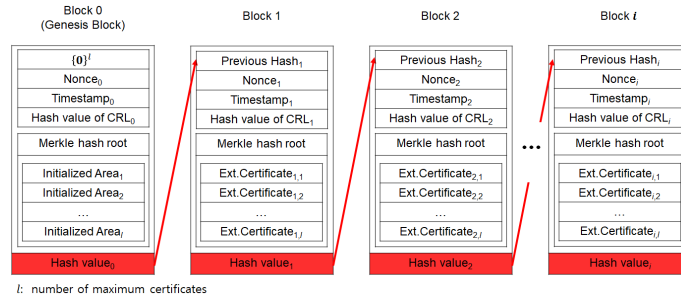 Block 0
(Genesis Block)
{0}^l
Nonce₀
Timestamp₀
Hash value of CRL₀
Merkle hash root
Initialized Area₁
Initialized Area₂
...
Initialized Areaₗ
Hash value₀
Block 1
Previous Hash₁
Nonce₁
Timestamp₁
Hash value of CRL₁
Merkle hash root
Ext.Certificate₁,₁
Ext.Certificate₁,₂
...
Ext.Certificate₁,ₗ
Hash value₁
Block 2
Previous Hash₂
Nonce₂
Timestamp₂
Hash value of CRL₂
Merkle hash root
Ext.Certificate₂,₁
Ext.Certificate₂,₂
...
Ext.Certificate₂,ₗ
Hash value₂
...
Block i
Previous Hashᵢ
Nonceᵢ
Timestampᵢ
Hash value of CRLᵢ
Merkle hash root
Ext.Certificateᵢ,₁
Ext.Certificateᵢ,₂
...
Ext.Certificateᵢ,ₗ
Hash valueᵢ
l: number of maximum certificates